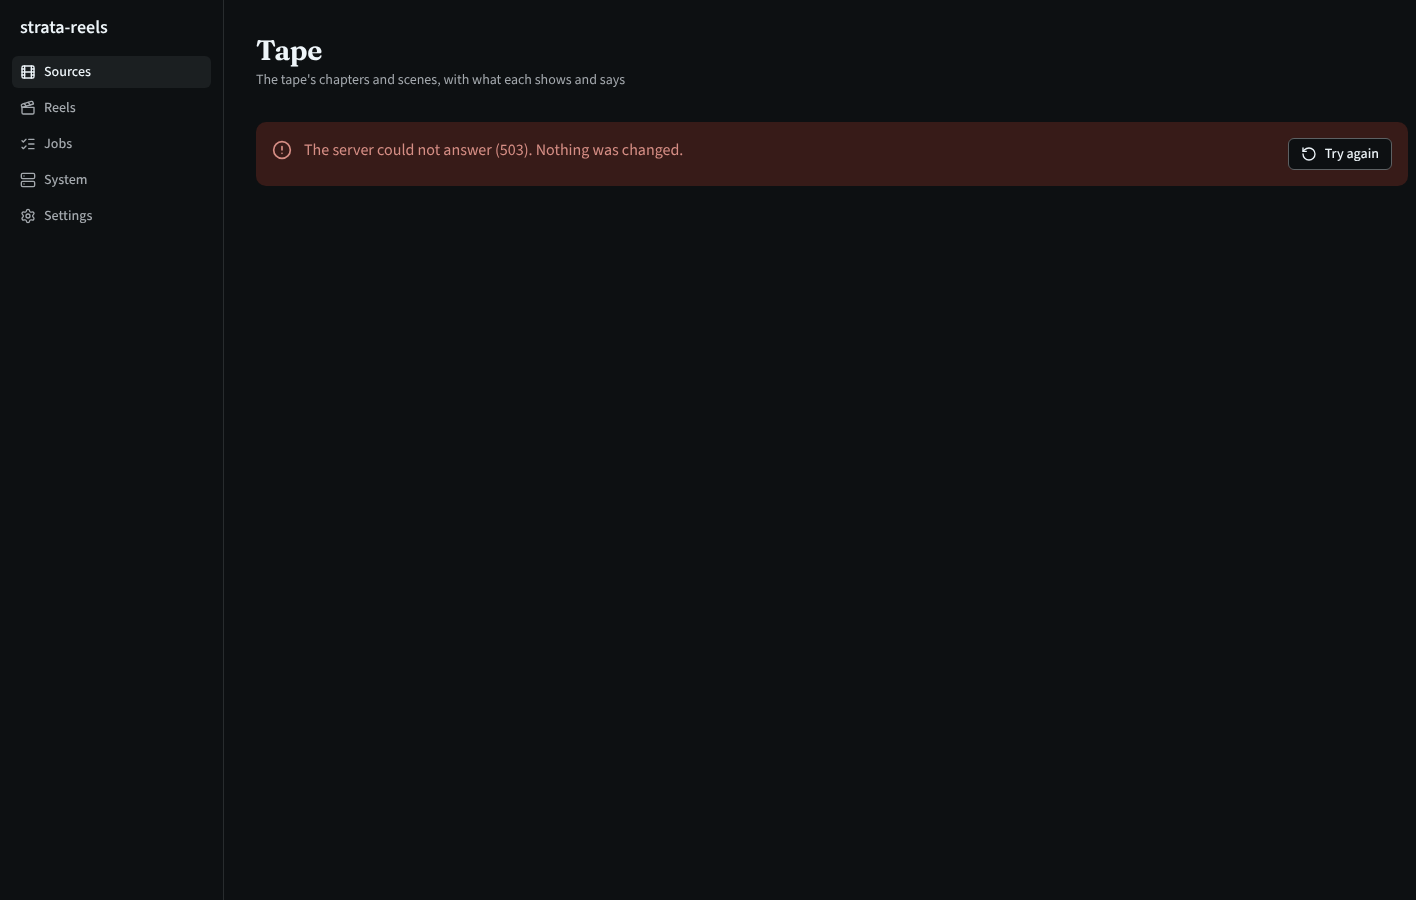 strata-reels
Sources
Reels
Jobs
System
Settings
Tape
The tape's chapters and scenes, with what each shows and says
The server could not answer (503). Nothing was changed.
Try again